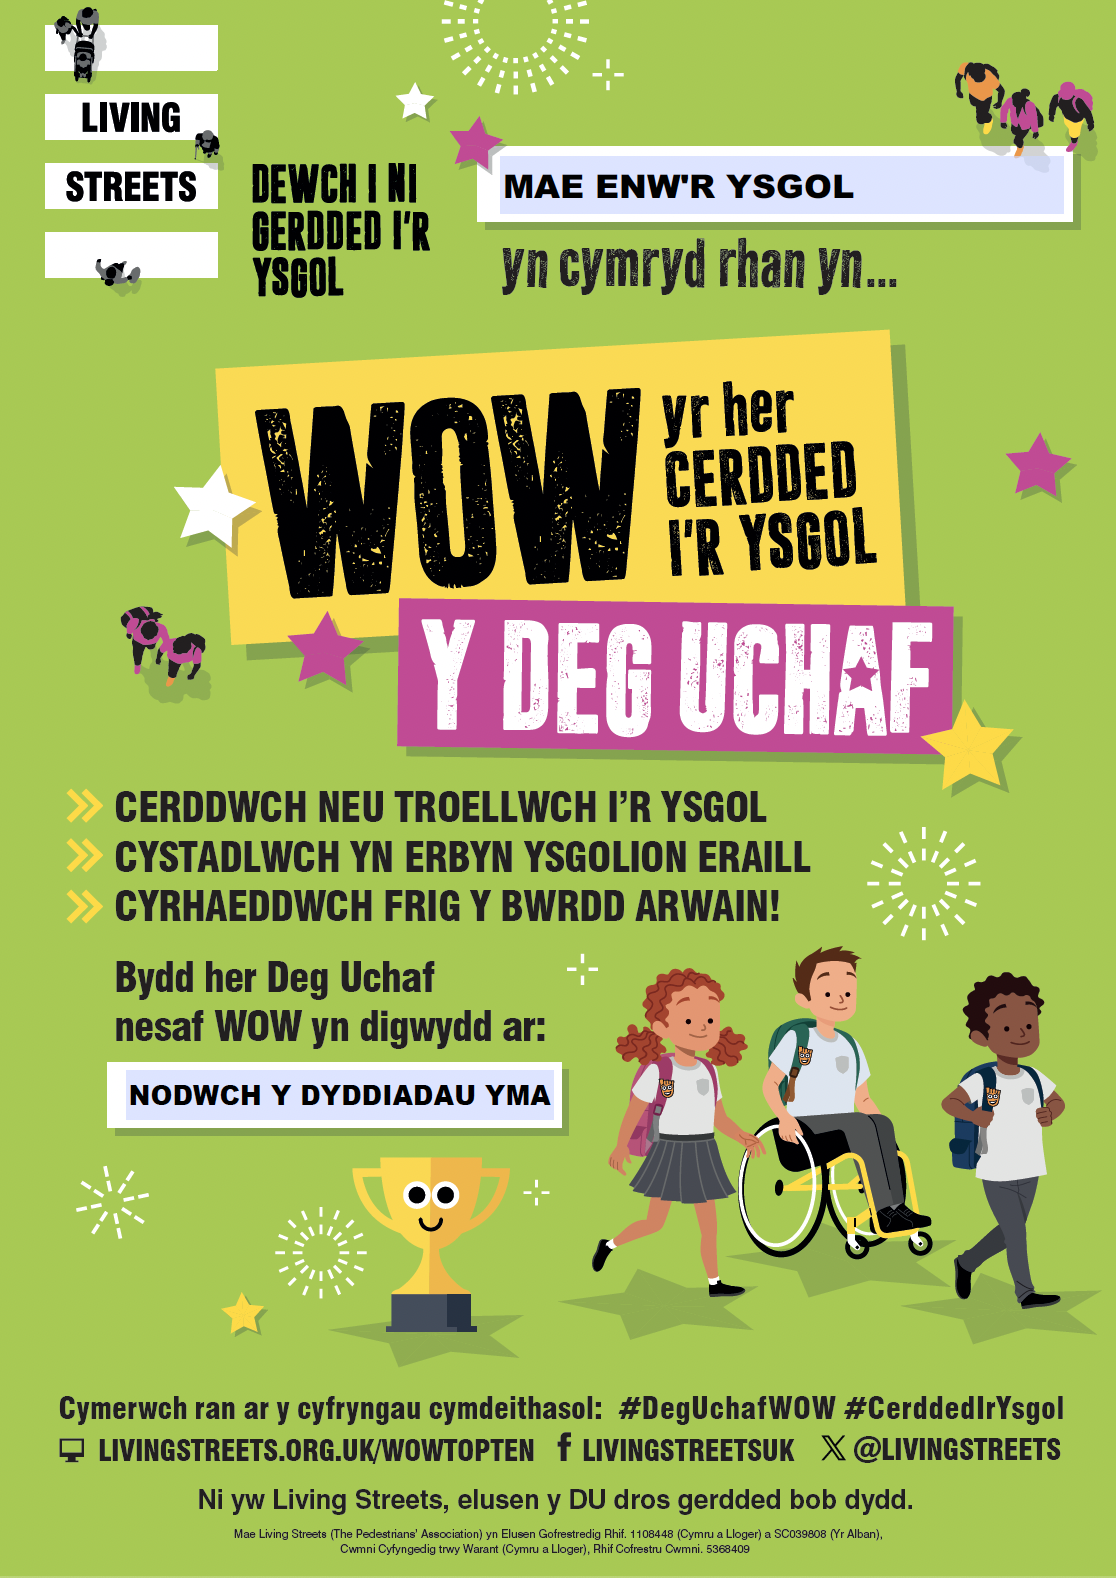 LIVING
STREETS
DEWCH I NI
GERDDED I'R
YSGOL
MAE ENW'R YSGOL
yn cymryd rhan yn...
WOW
yr her
CERDDED
I'R YSGOL
Y DEG UCHAF
CERDDWCH NEU TROELLWCH I'R YSGOL
CYSTADLWCH YN ERBYN YSGOLION ERAILL
CYRHAEDDWCH FRIG Y BWRDD ARWAIN!
Bydd her Deg Uchaf
nesaf WOW yn digwydd ar:
NODWCH Y DYDDIADAU YMA
Cymerwch ran ar y cyfryngau cymdeithasol: #DegUchafWOW #CerddedIrYsgol
LIVINGSTREETS.ORG.UK/WOWTOPTEN LIVINGSTREETSUK @LIVINGSTREETS
Ni yw Living Streets, elusen y DU dros gerdded bob dydd.
Mae Living Streets (The Pedestrians' Association) yn Elusen Gofrestredig Rhif. 1108448 (Cymru a Lloger) a SC039808 (Yr Alban),
Cwmni Cyfyngedig trwy Warant (Cymru a Lloger), Rhif Cofrestru Cwmni. 5368409